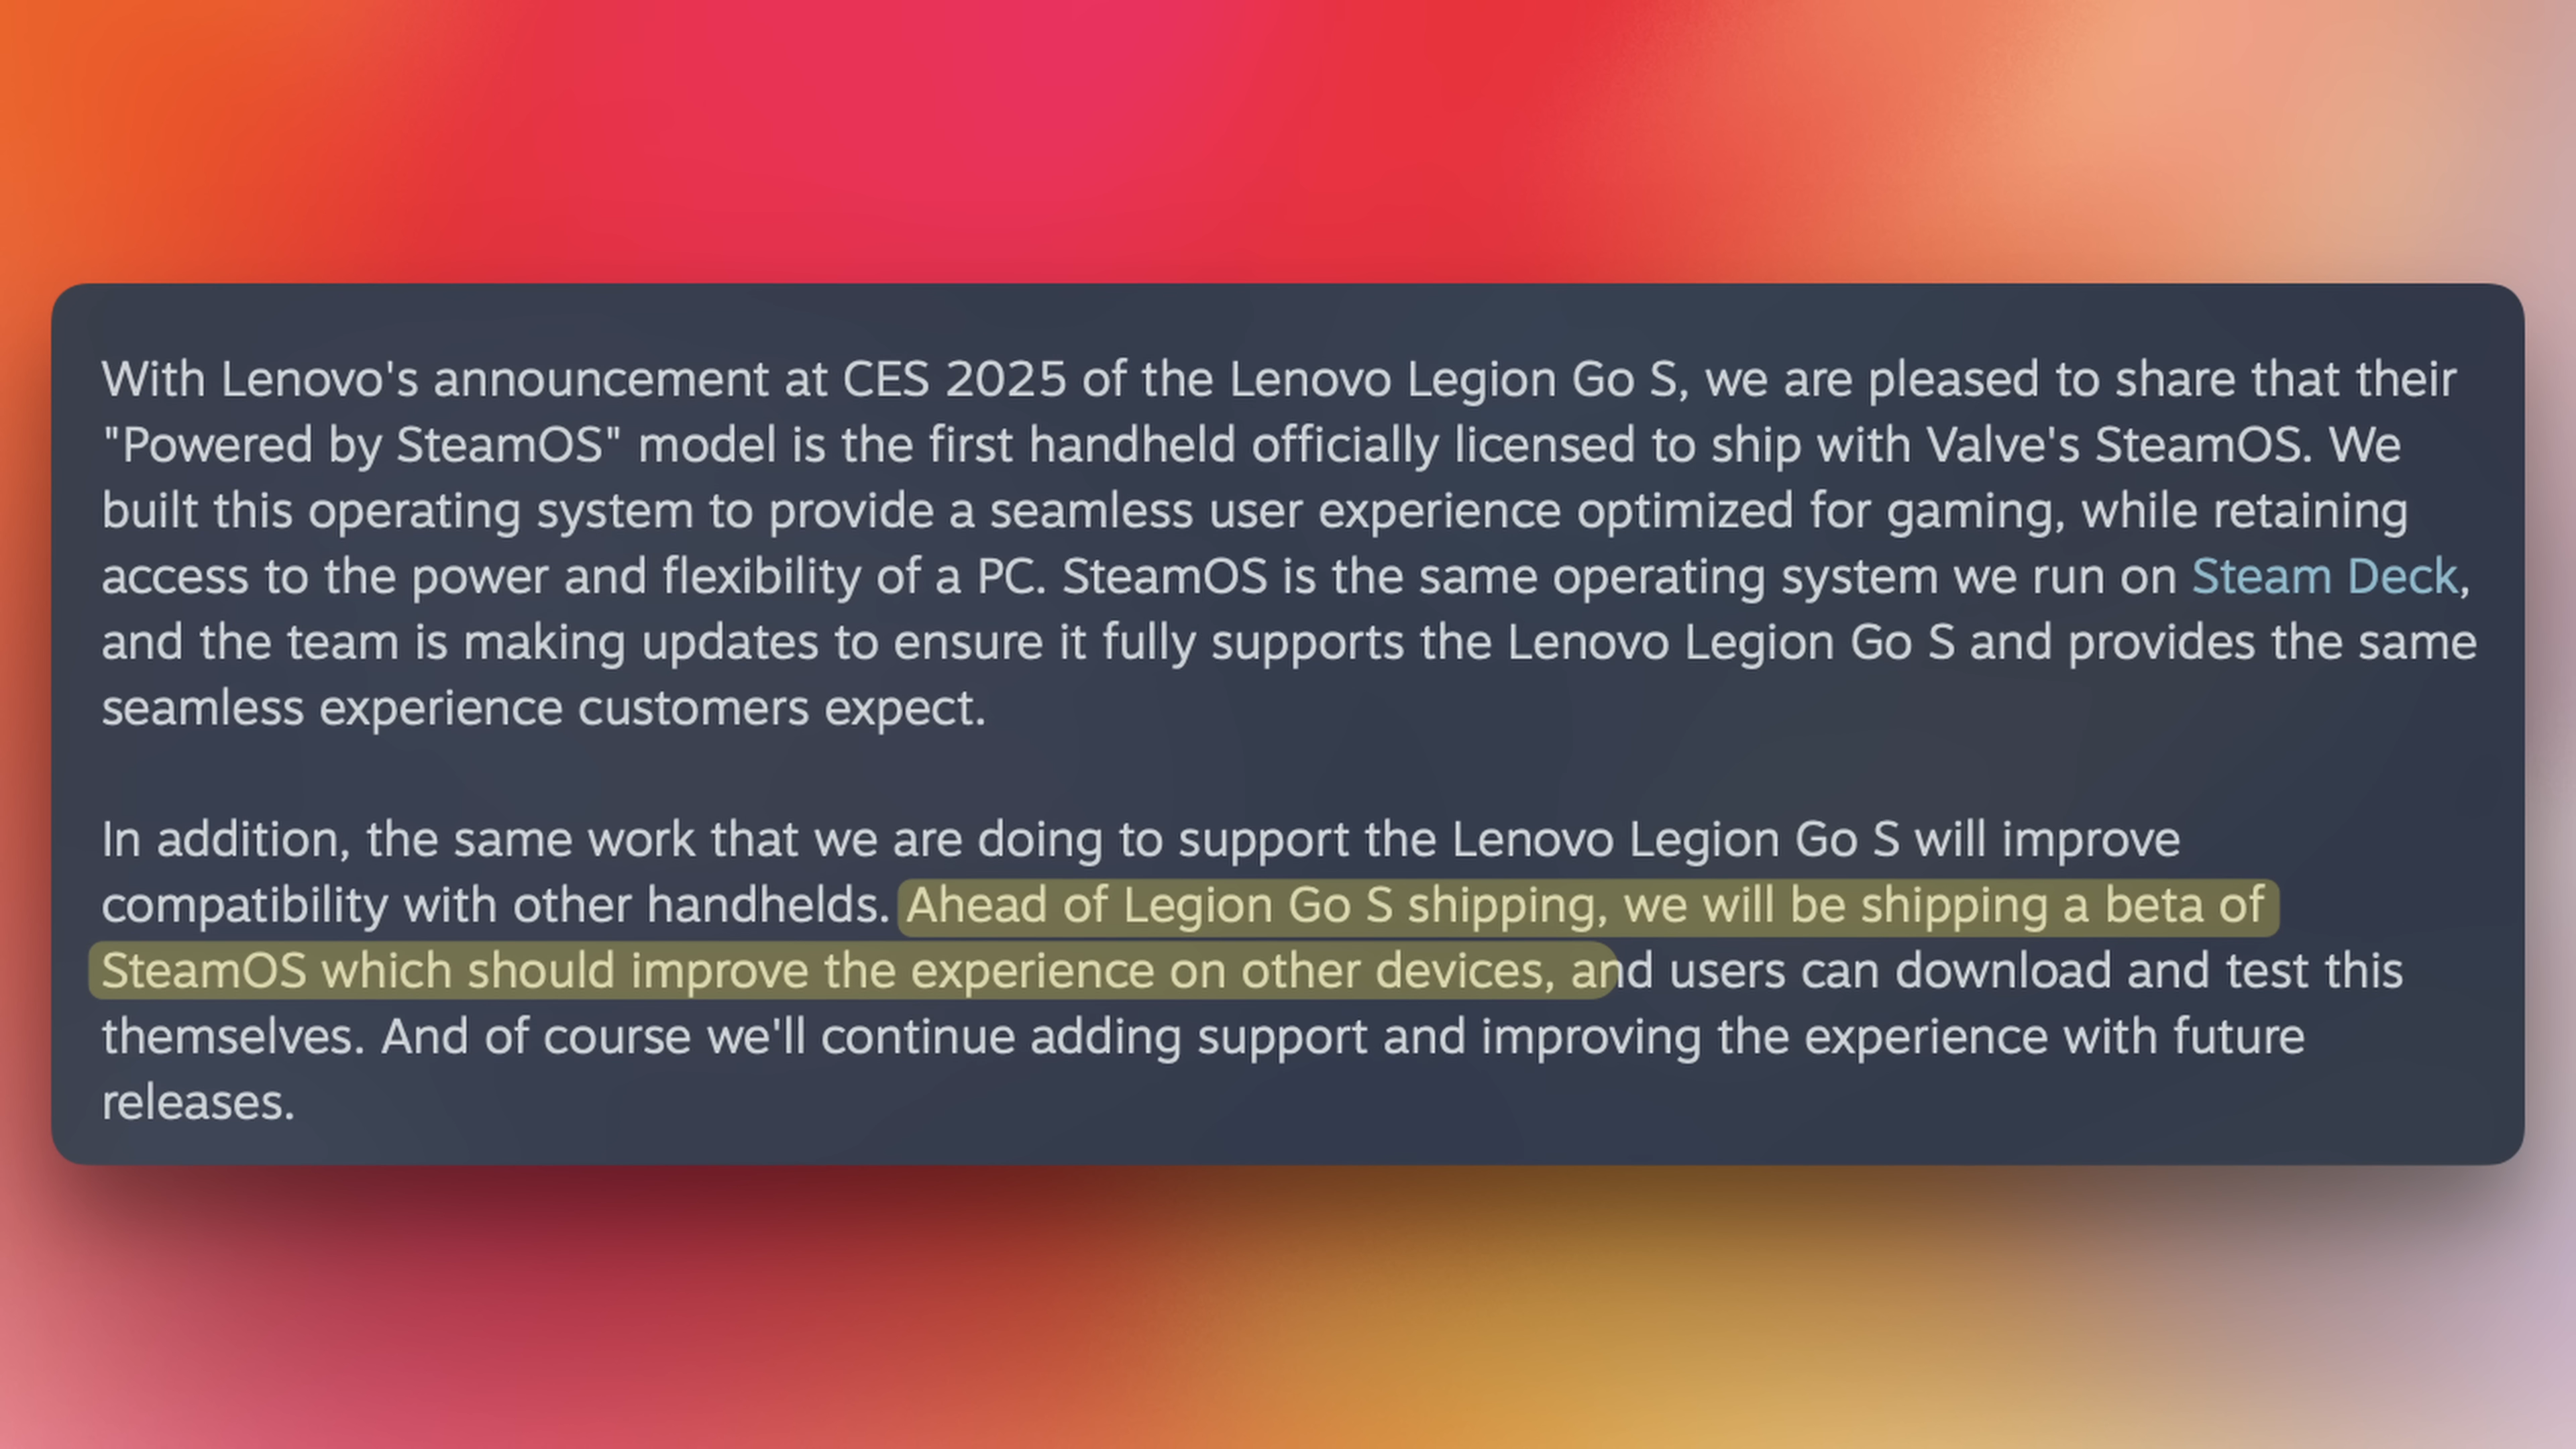 With Lenovo's announcement at CES 2025 of the Lenovo Legion Go S, we are pleased to share that their
"Powered by SteamOS" model is the first handheld officially licensed to ship with Valve's SteamOS. We
built this operating system to provide a seamless user experience optimized for gaming, while retaining
access to the power and flexibility of a PC. SteamOS is the same operating system we run on Steam Deck,
and the team is making updates to ensure it fully supports the Lenovo Legion Go S and provides the same
seamless experience customers expect.
In addition, the same work that we are doing to support the Lenovo Legion Go S will improve
compatibility with other handhelds. Ahead of Legion Go S shipping, we will be shipping a beta of
SteamOS which should improve the experience on other devices, and users can download and test this
themselves. And of course we'll continue adding support and improving the experience with future
releases.